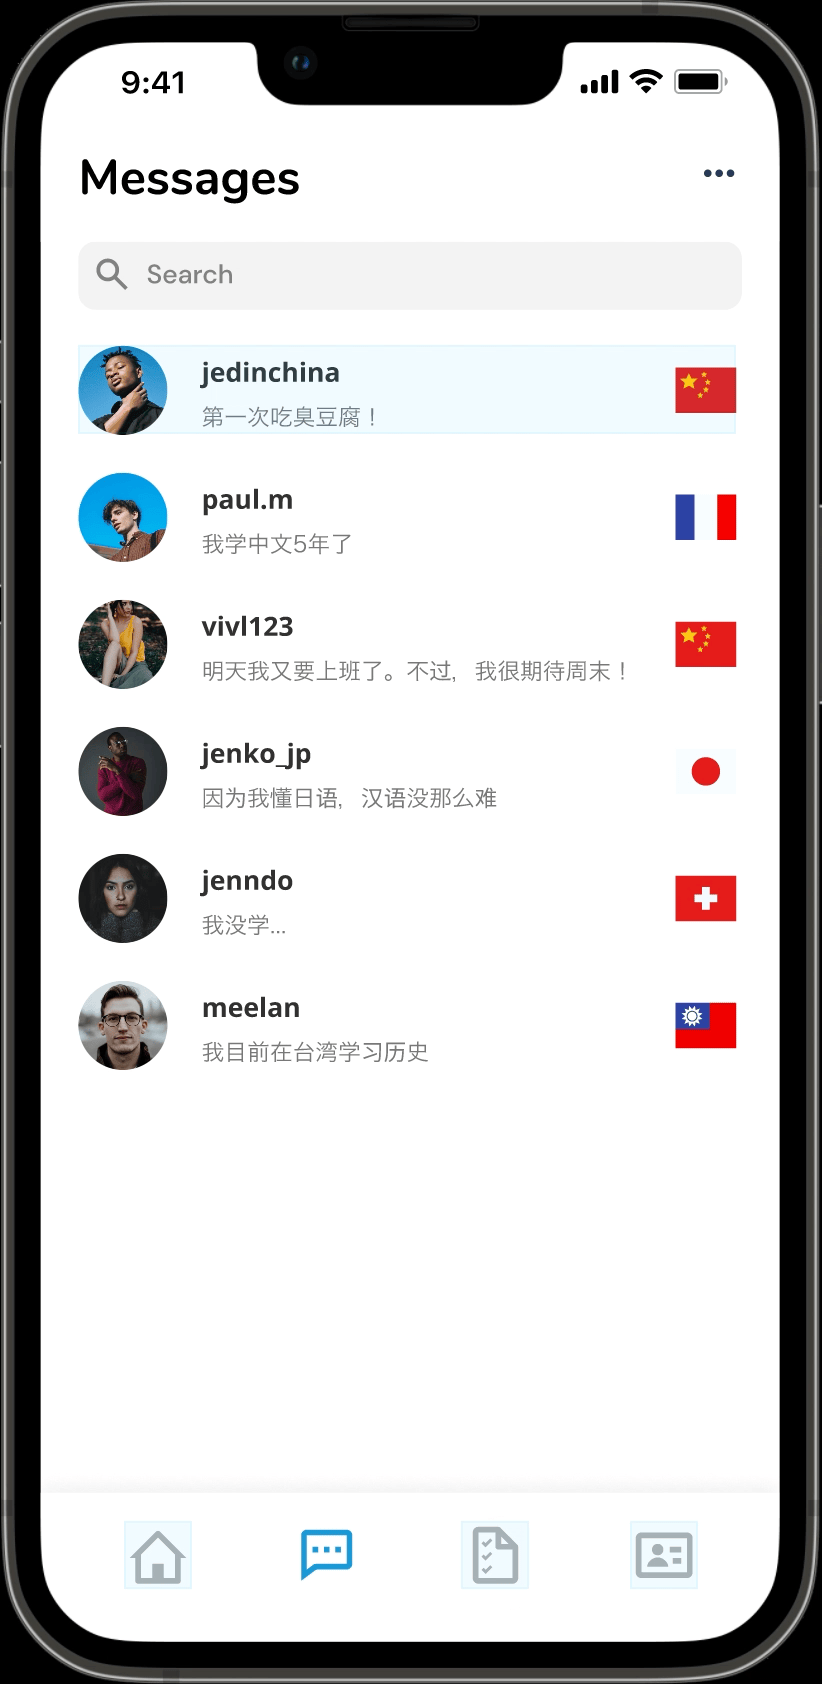 9:41
Messages
Search
jedinchina
第一次吃臭豆腐！
paul.m
我学中文5年了
vivl123
明天我又要上班了。不过，我很期待周末！
jenko_jp
因为我懂日语，汉语没那么难
jenndo
我没学...
meelan
我目前在台湾学习历史